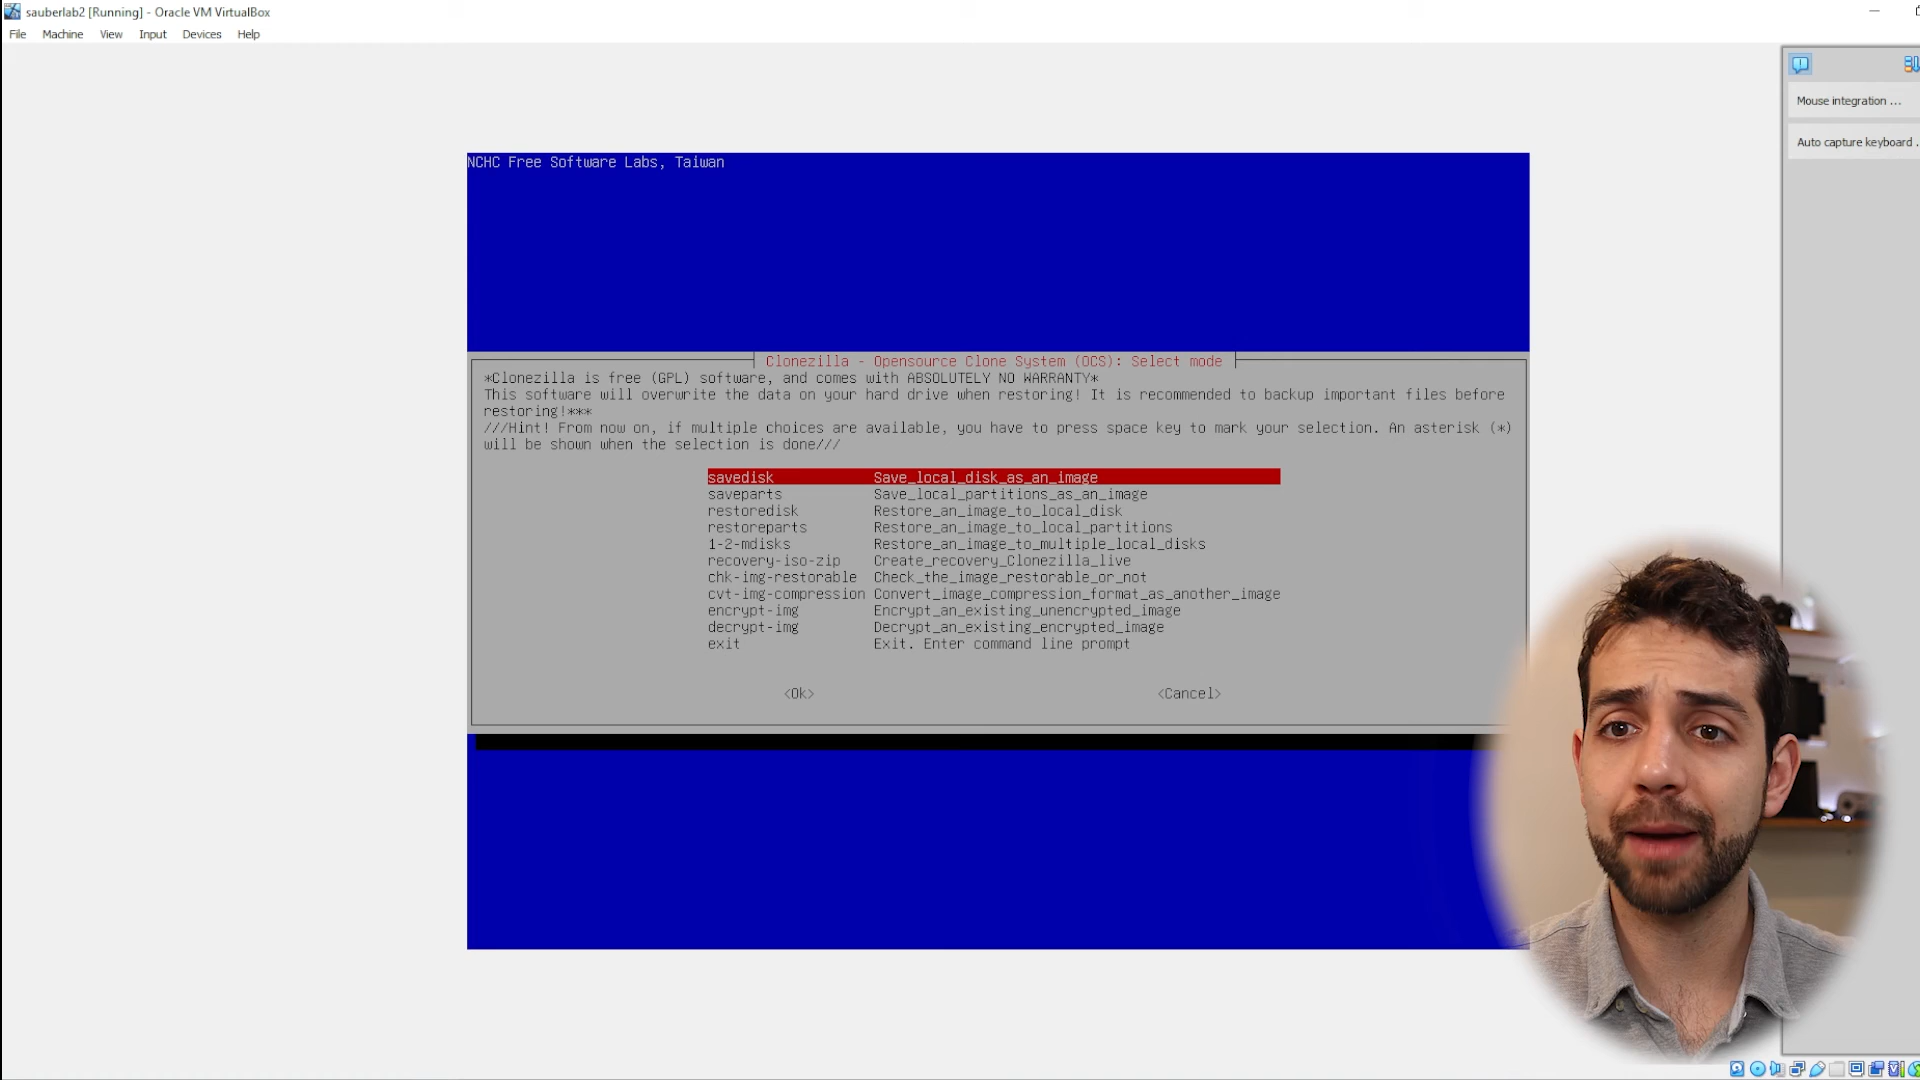 sauberlab2 [Running] - Oracle VM VirtualBox
File Machine View Input Devices Help
Mouse integration ...
Auto capture keyboard .
NCHC Free Software Labs, Taiwan
Clonezilla - Opensource Clone System (OCS): Select mode
*Clonezilla is free (GPL) software, and comes with ABSOLUTELY NO WARRANTY*
This software will overwrite the data on your hard drive when restoring! It is recommended to backup important files before
restoring!***
///Hint! From now on, if multiple choices are available, you have to press space key to mark your selection. An asterisk (*)
will be shown when the selection is done///
savedisk Save_local_disk_as_an_image
saveparts Save_local_partitions_as_an_image
restoredisk Restore_an_image_to_local_disk
restoreparts Restore_an_image_to_local_partitions
1-2-mdisks Restore_an_image_to_multiple_local_disks
recovery-iso-zip Create_recovery_Clonezilla_live
chk-img-restorable Check_the_image_restorable_or_not
cvt-img-compression Convert_image_compression_format_as_another_image
encrypt-img Encrypt_an_existing_unencrypted_image
decrypt-img Decrypt_an_existing_encrypted_image
exit Exit. Enter command line prompt
<Ok> <Cancel>